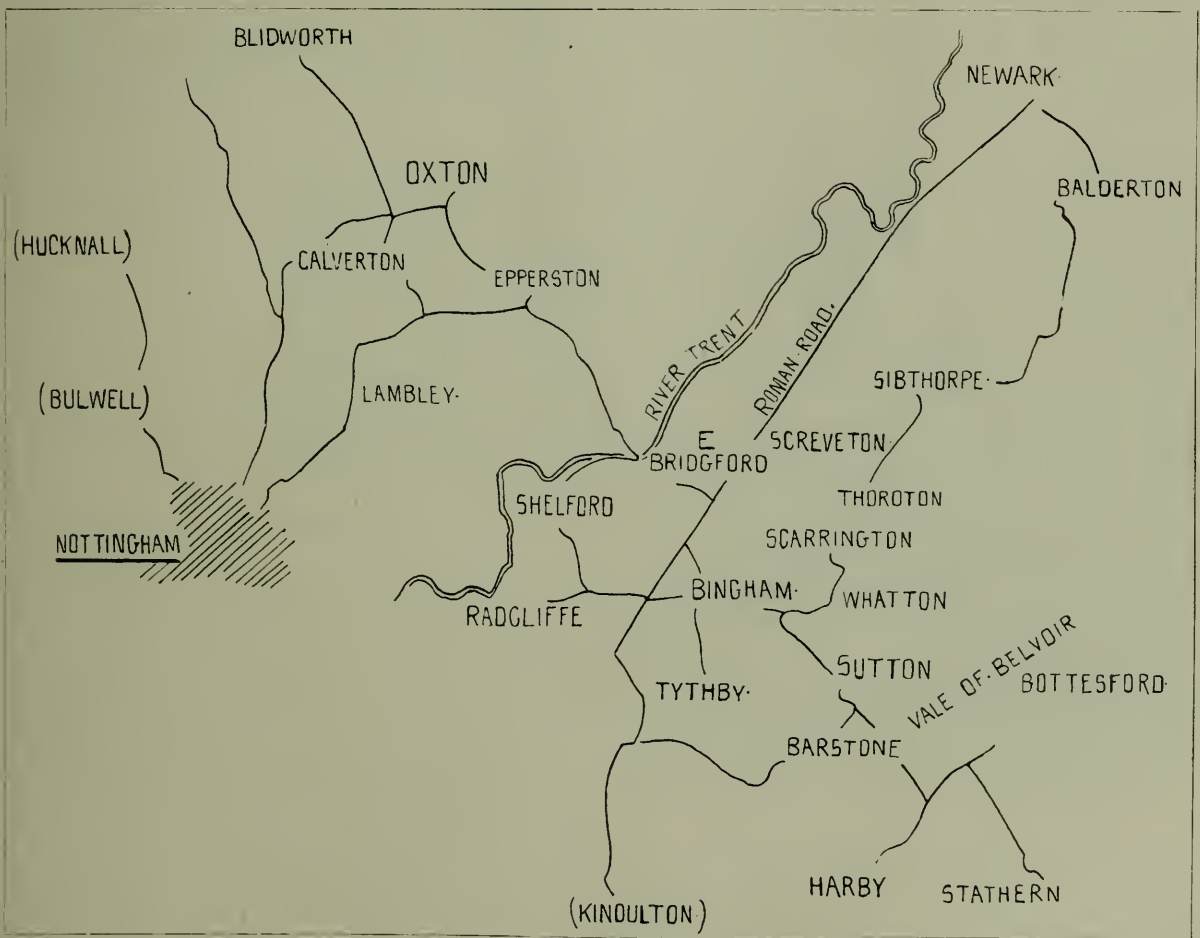 BLIDWORTH
NEWARK.
OXTON
BALDERTON
(HUCKNALL)
CALVERTON
EPPERSTON
RIVER TRENT
ROMAN ROAD.
SIBTHORPE.
(BULWELL)
LAMBLEY.
E
BRIDGFORD
SCREVETON.
SHELFORD
THOROTON
NOTTINGHAM
SCARRINGTON
BINGHAM.
WHATTON
RADCLIFFE
SUTTON
VALE OF. BELVOIR
BOTTESFORD.
TYTHBY.
BARSTONE
HARBY
STATHERN
(KINOULTON.)